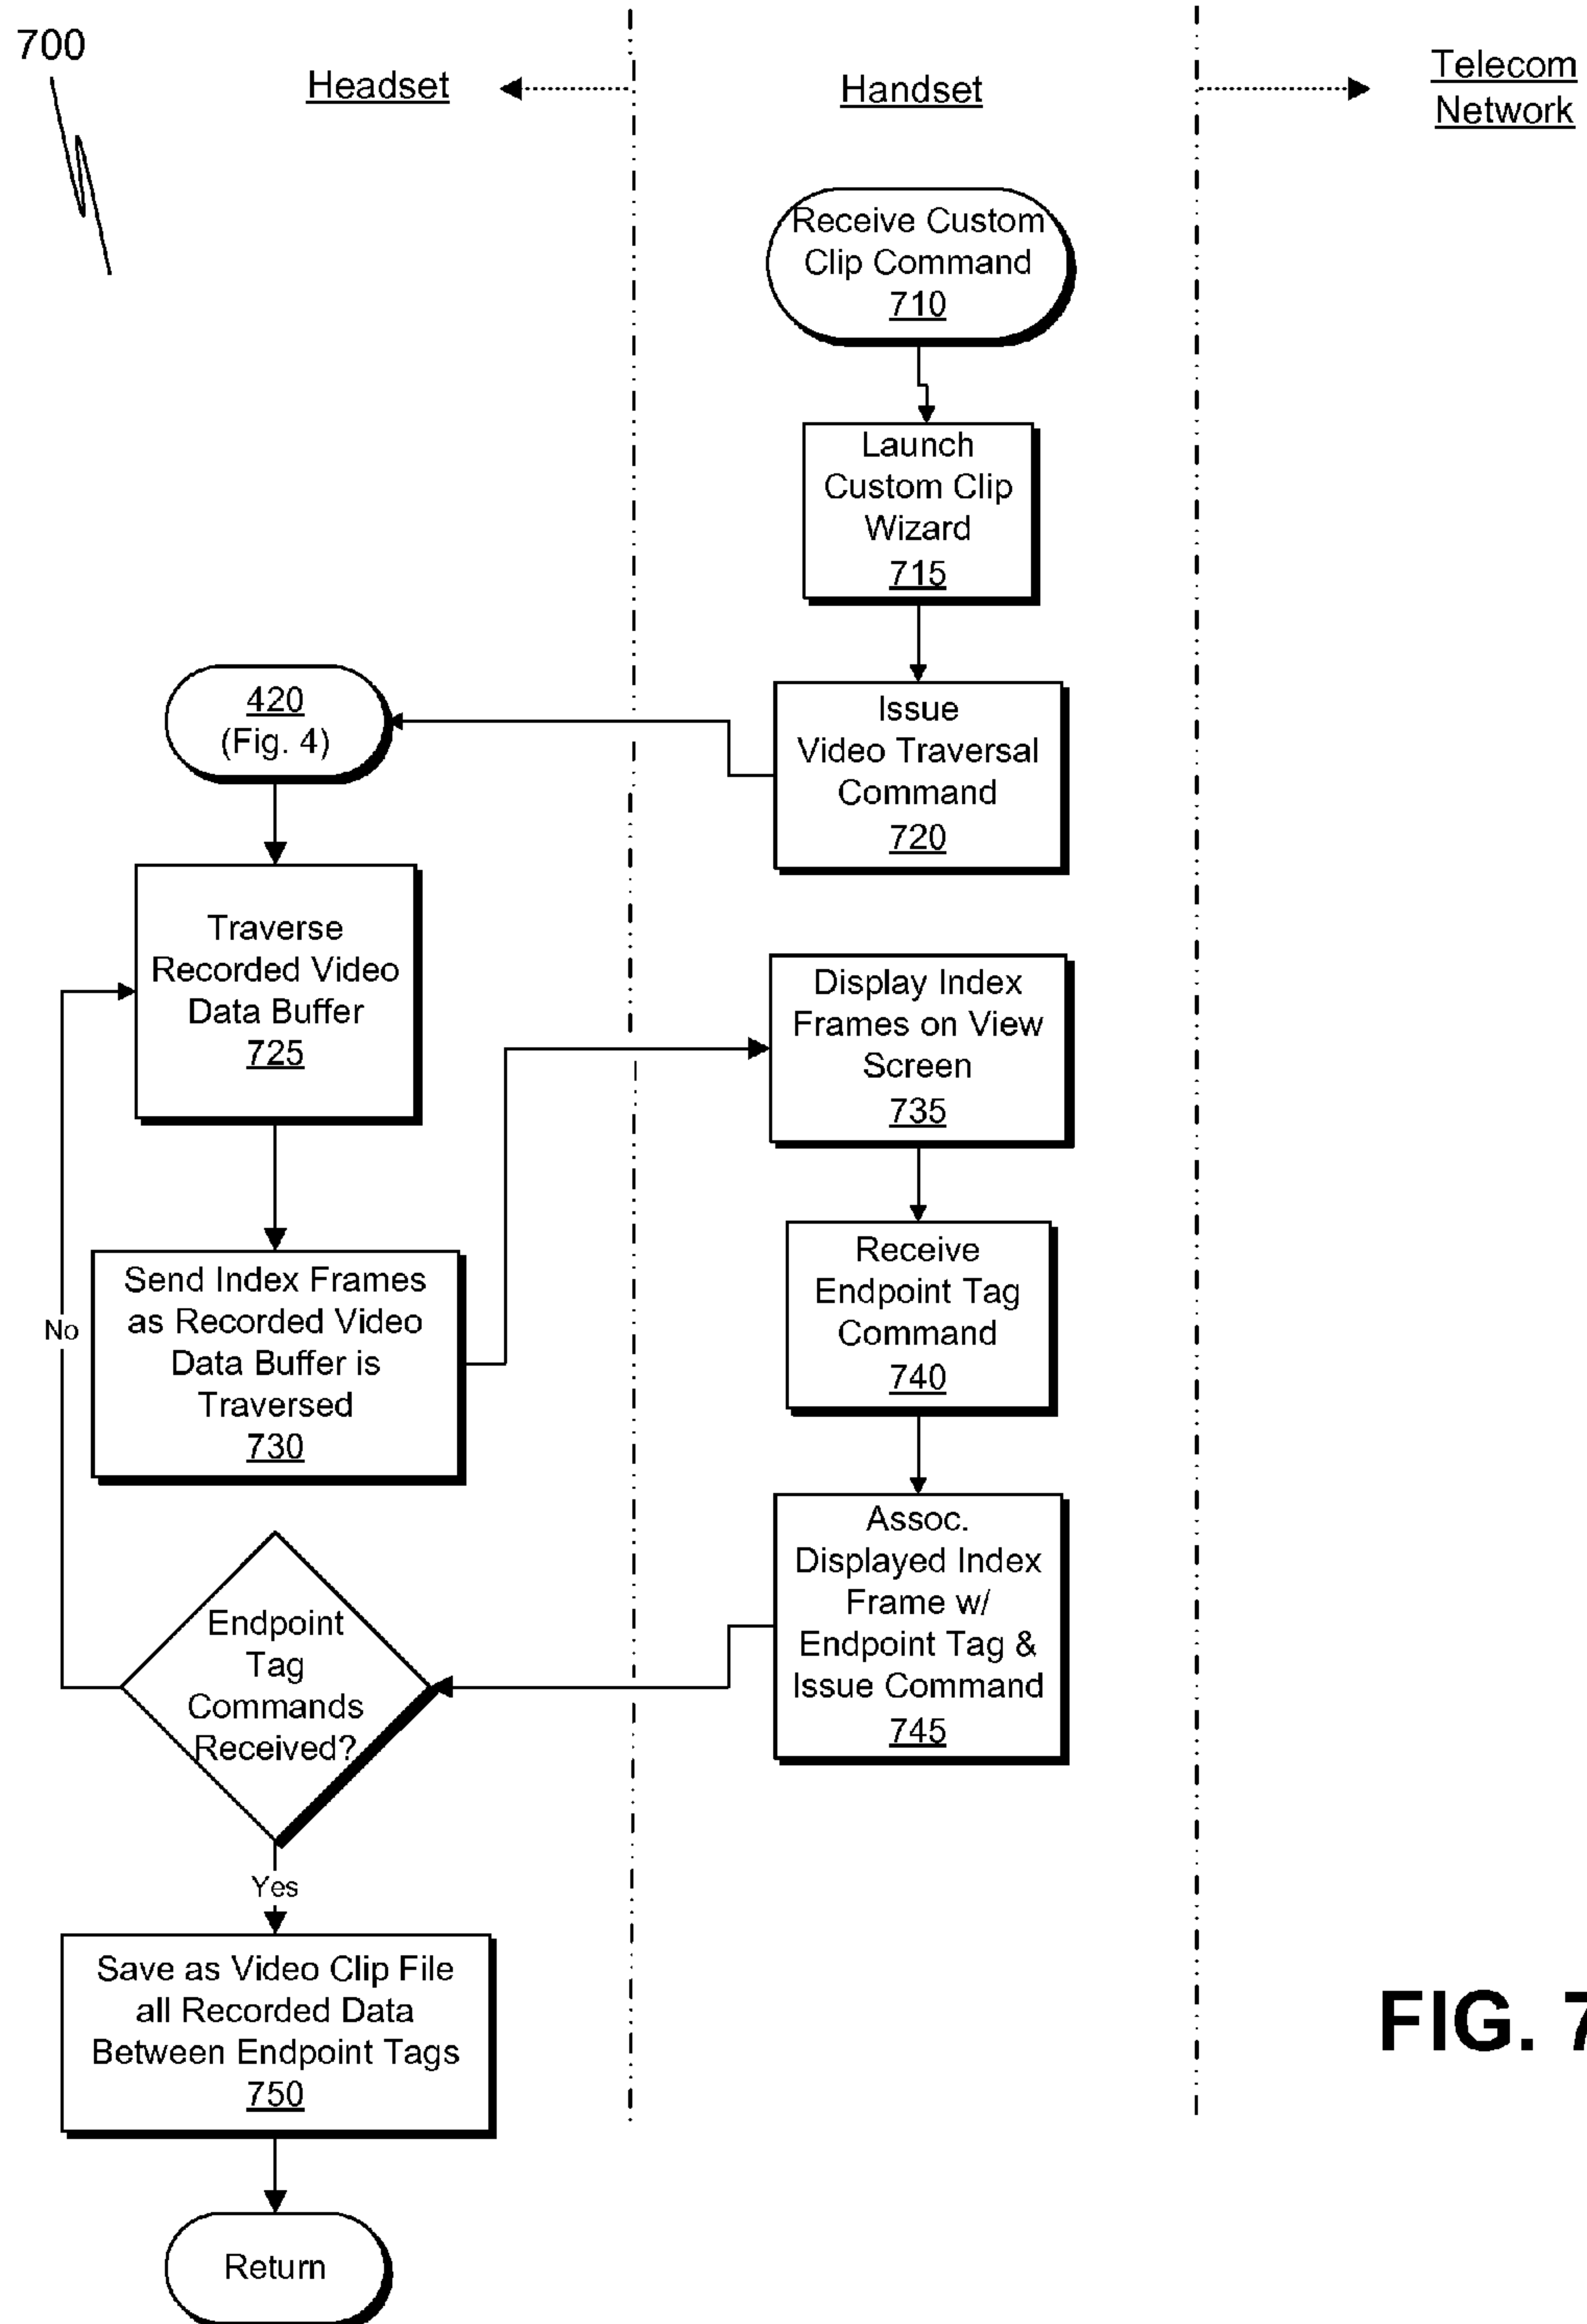 700
Headset
Handset
Telecom
Network
Receive Custom
Clip Command
710
Launch
Custom Clip
Wizard
715
Issue
Video Traversal
Command
720
420
(Fig. 4)
Traverse
Recorded Video
Data Buffer
725
Send Index Frames
as Recorded Video
Data Buffer is
Traversed
730
Display Index
Frames on View
Screen
735
Receive
Endpoint Tag
Command
740
Assoc.
Displayed Index
Frame w/
Endpoint Tag &
Issue Command
745
Endpoint
Tag
Commands
Received?
No
Yes
Save as Video Clip File
all Recorded Data
Between Endpoint Tags
750
Return
FIG. 7